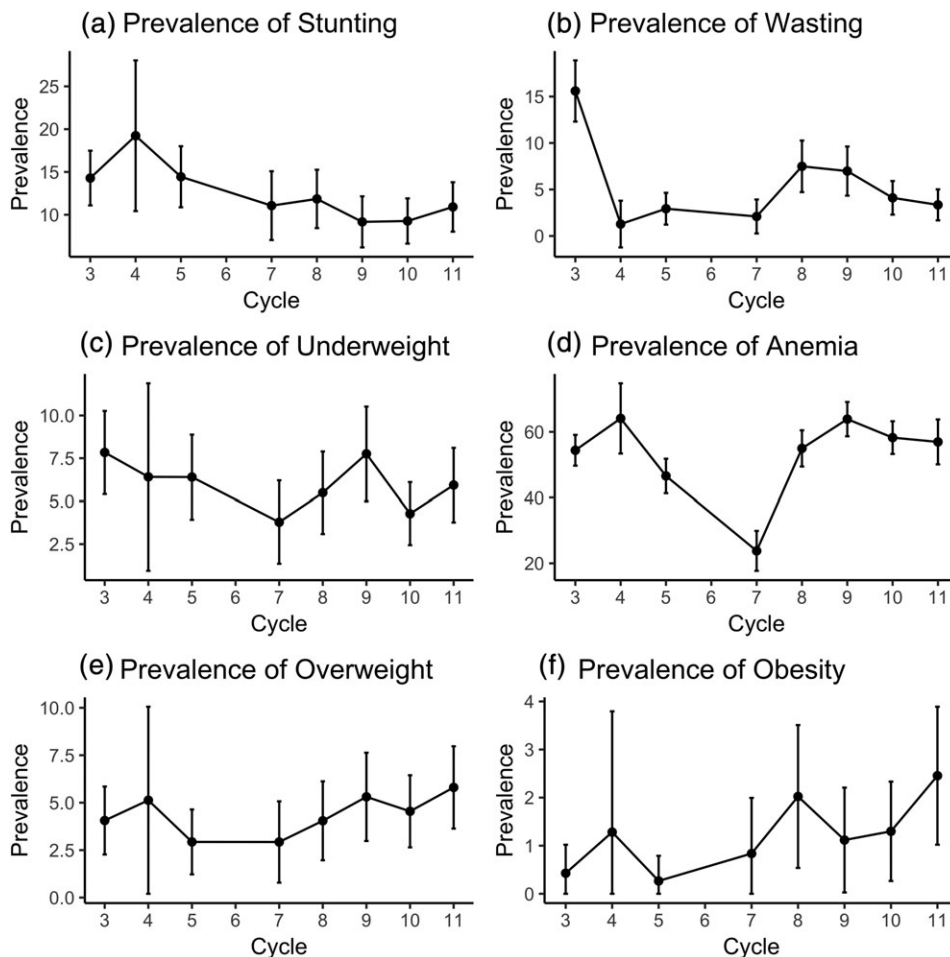 (a) Prevalence of Stunting
Prevalence
25
20
15
10
3 4 5 6 7 8 9 10 11
Cycle
(b) Prevalence of Wasting
Prevalence
15
10
5
0
3 4 5 6 7 8 9 10 11
Cycle
(c) Prevalence of Underweight
Prevalence
10.0
7.5
5.0
2.5
3 4 5 6 7 8 9 10 11
Cycle
(d) Prevalence of Anemia
Prevalence
60
40
20
3 4 5 6 7 8 9 10 11
Cycle
(e) Prevalence of Overweight
Prevalence
10.0
7.5
5.0
2.5
0.0
3 4 5 6 7 8 9 10 11
Cycle
(f) Prevalence of Obesity
Prevalence
4
3
2
1
0
3 4 5 6 7 8 9 10 11
Cycle